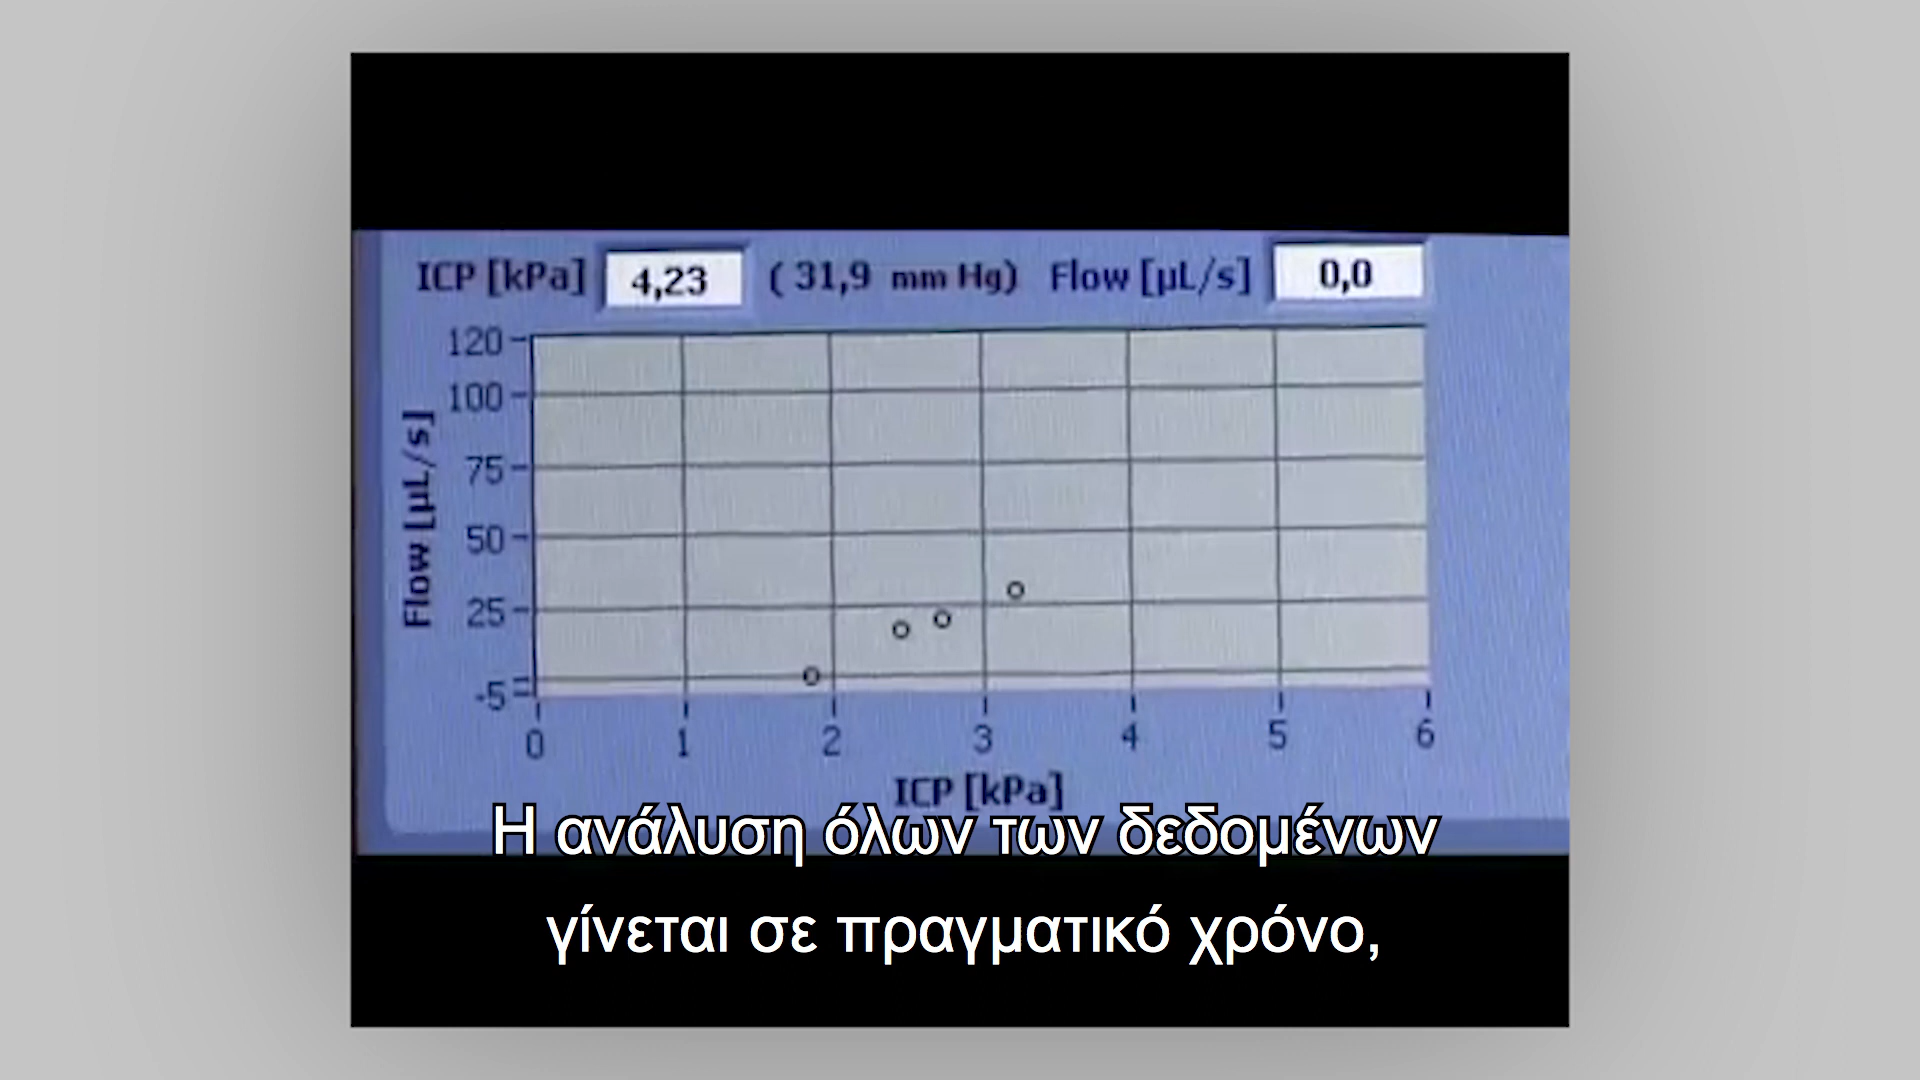 ICP [kPa] 4,23 ( 31,9 mm Hg) Flow [µL/s] 0,0
120
100
75
50
25
-5
Flow [µL/s]
0 1 2 3 4 5 6
ICP [kPa]
Η ανάλυση όλων των δεδομένων
γίνεται σε πραγματικό χρόνο,